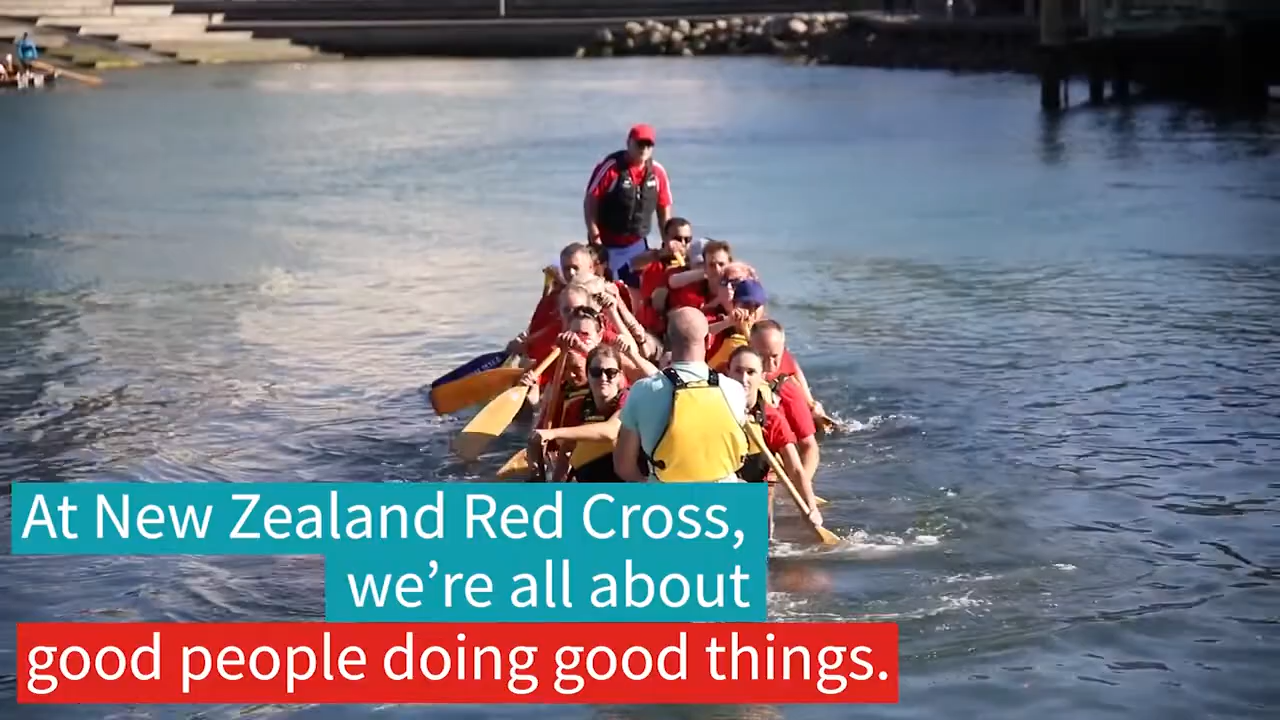 At New Zealand Red Cross,
we’re all about
good people doing good things.